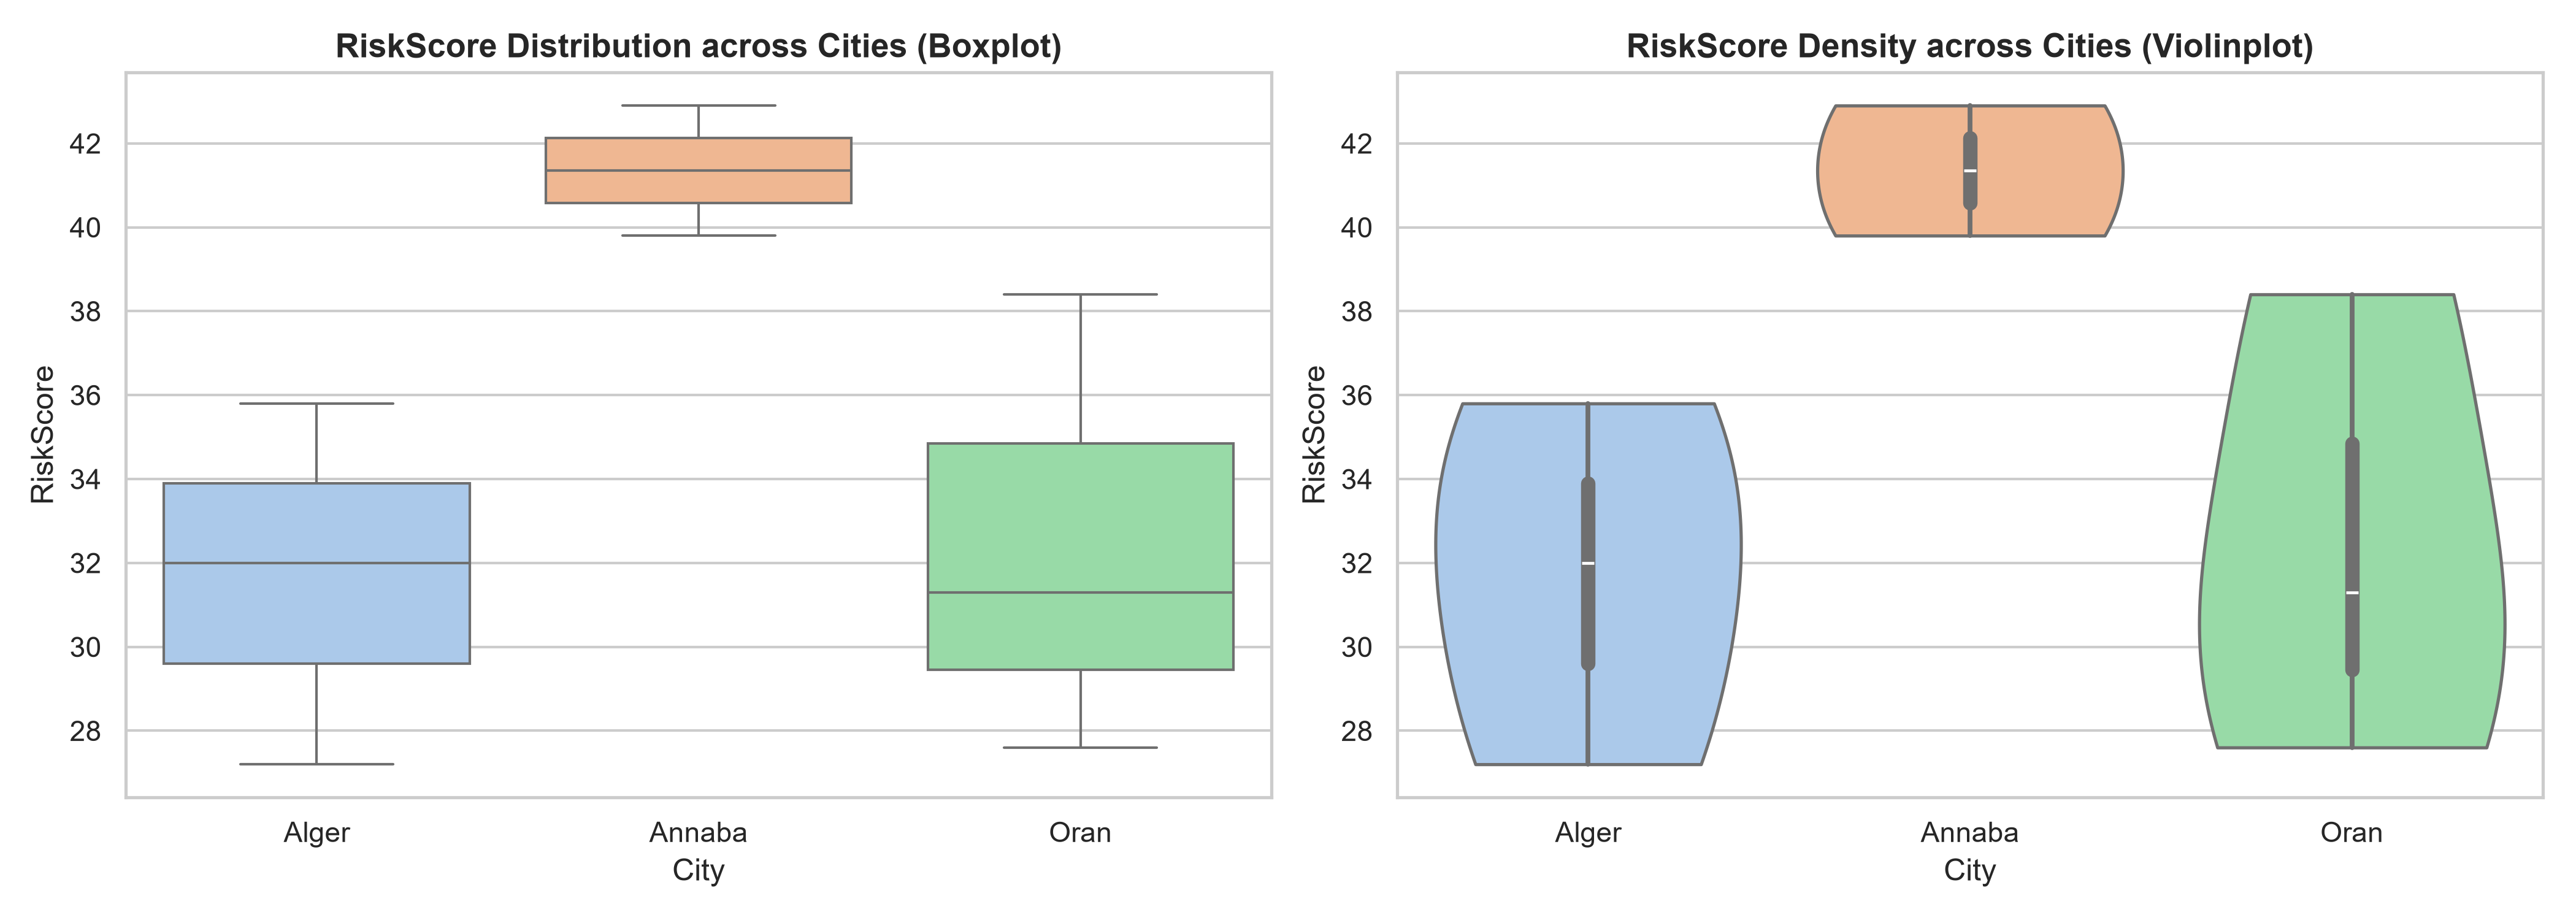 RiskScore Distribution across Cities (Boxplot)
RiskScore
42
40
38
36
34
32
30
28
Alger
Annaba
Oran
City
RiskScore Density across Cities (Violinplot)
RiskScore
42
40
38
36
34
32
30
28
Alger
Annaba
Oran
City